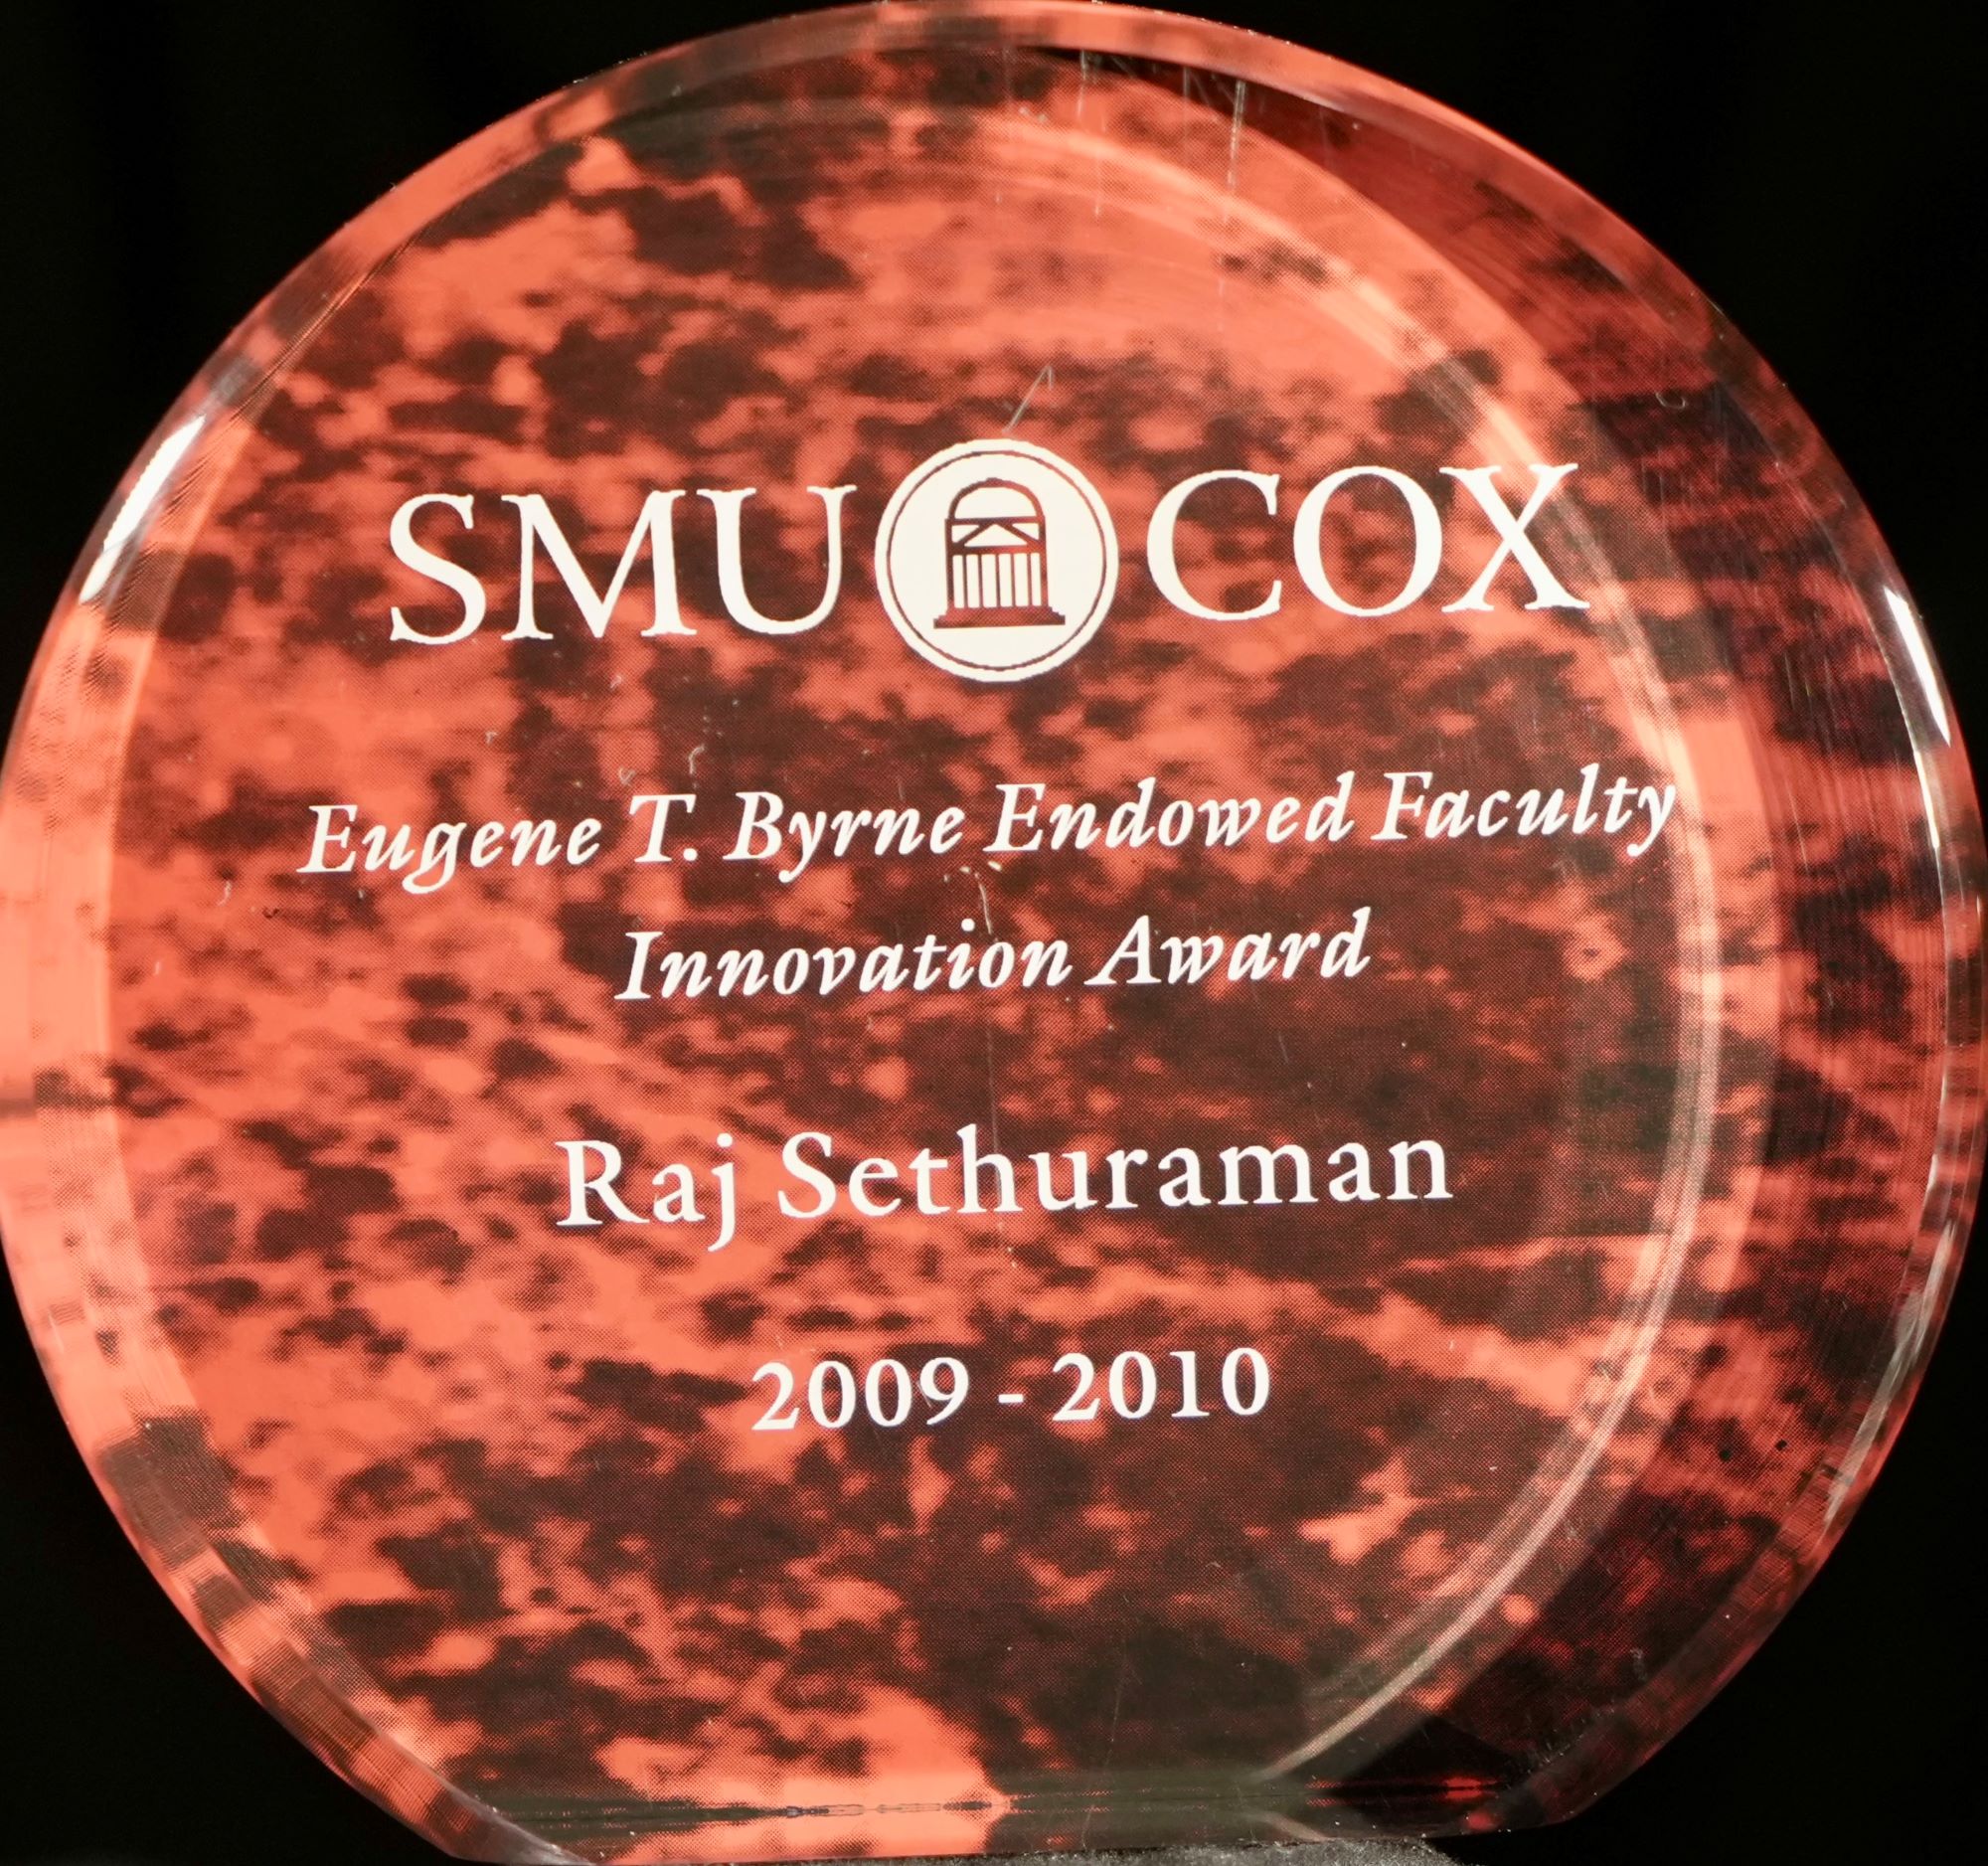 SMU COX
Eugene T. Byrne Endowed Faculty
Innovation Award
Raj Sethuraman
2009 - 2010